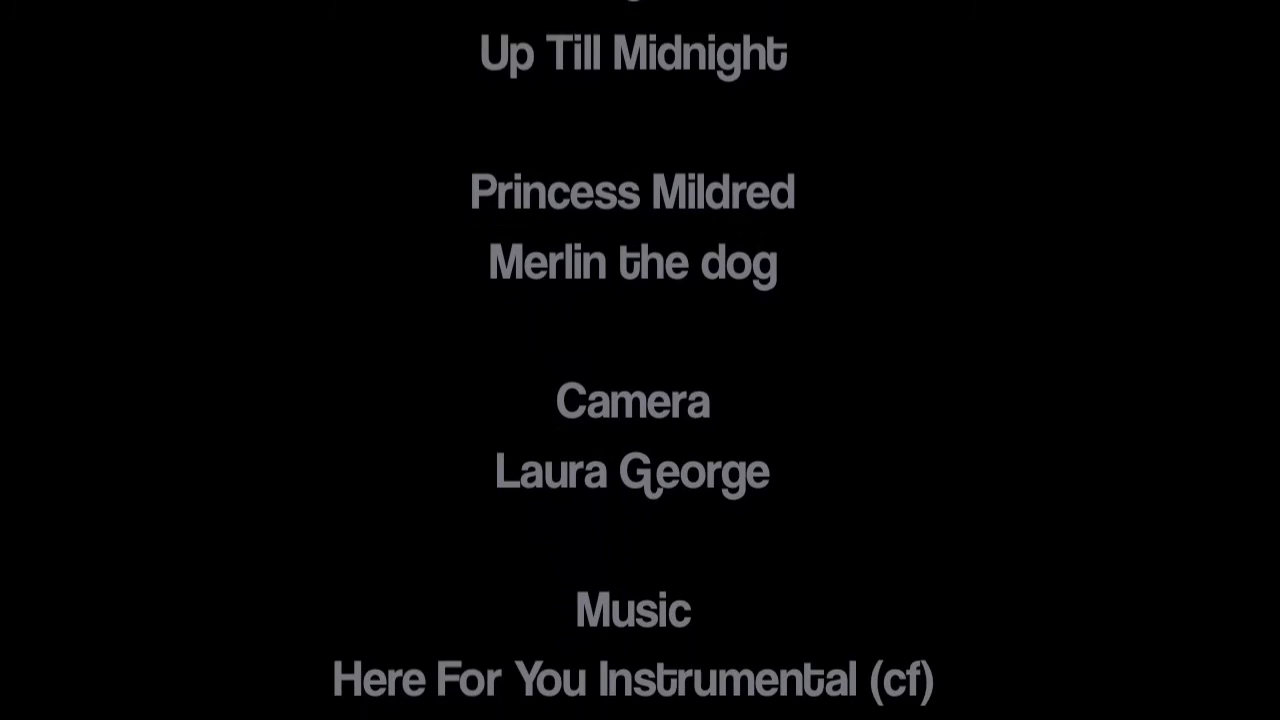 Up Till Midnight
Princess Mildred
Merlin the dog
Camera
Laura George
Music
Here For You Instrumental (cf)